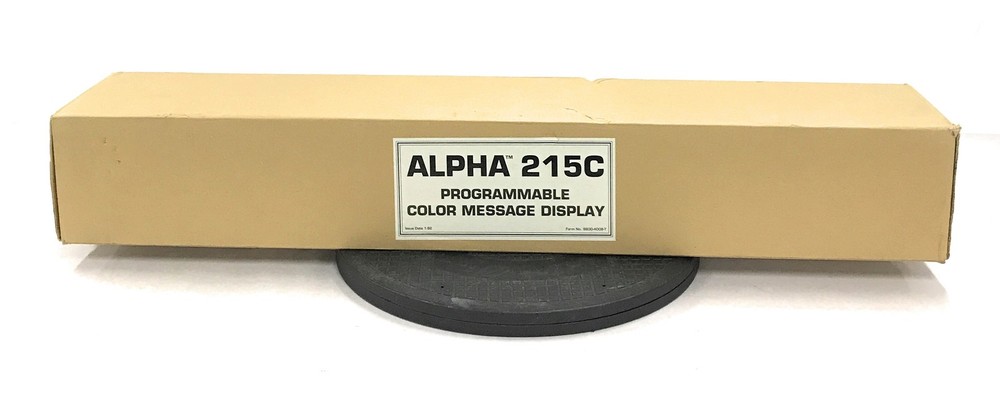 ALPHA™ 215C
PROGRAMMABLE
COLOR MESSAGE DISPLAY
Issue Date
Form No.